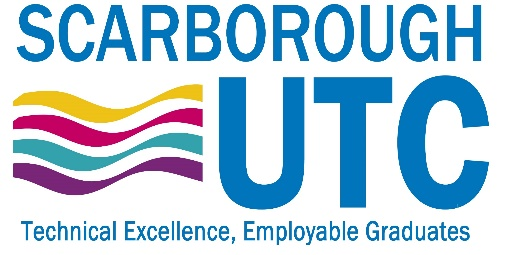 SCARBOROUGH
UTC
Technical Excellence, Employable Graduates